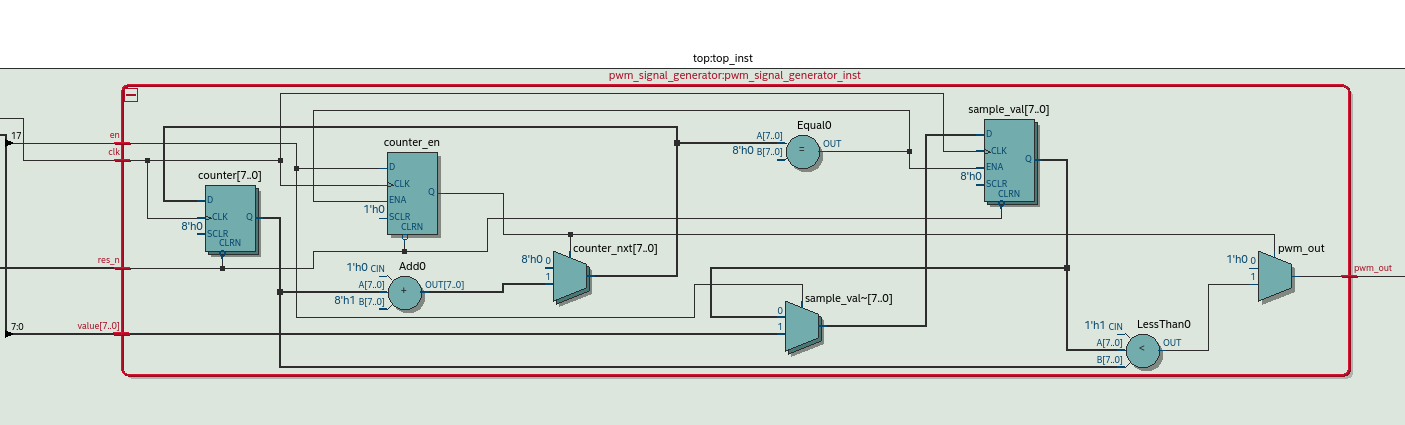 top:top_inst
pwm_signal_generator:pwm_signal_generator_inst
17
en
clk
7:0
value[7..0]
res_n
counter[7..0]
D
CLK
8'h0
SCLR
CLRN
Q
counter_en
D
CLK
ENA
1'h0
SCLR
CLRN
Q
Add0
1'h0 CIN
A[7..0]
8'h1 B[7..0]
+
OUT[7..0]
counter_nxt[7..0]
8'h0 0
1
Equal0
A[7..0]
8'h0 B[7..0]
=
OUT
sample_val~[7..0]
0
1
sample_val[7..0]
D
CLK
ENA
8'h0
SCLR
CLRN
Q
LessThan0
1'h1 CIN
A[7..0]
B[7..0]
<
OUT
pwm_out
1'h0 0
1
pwm_out